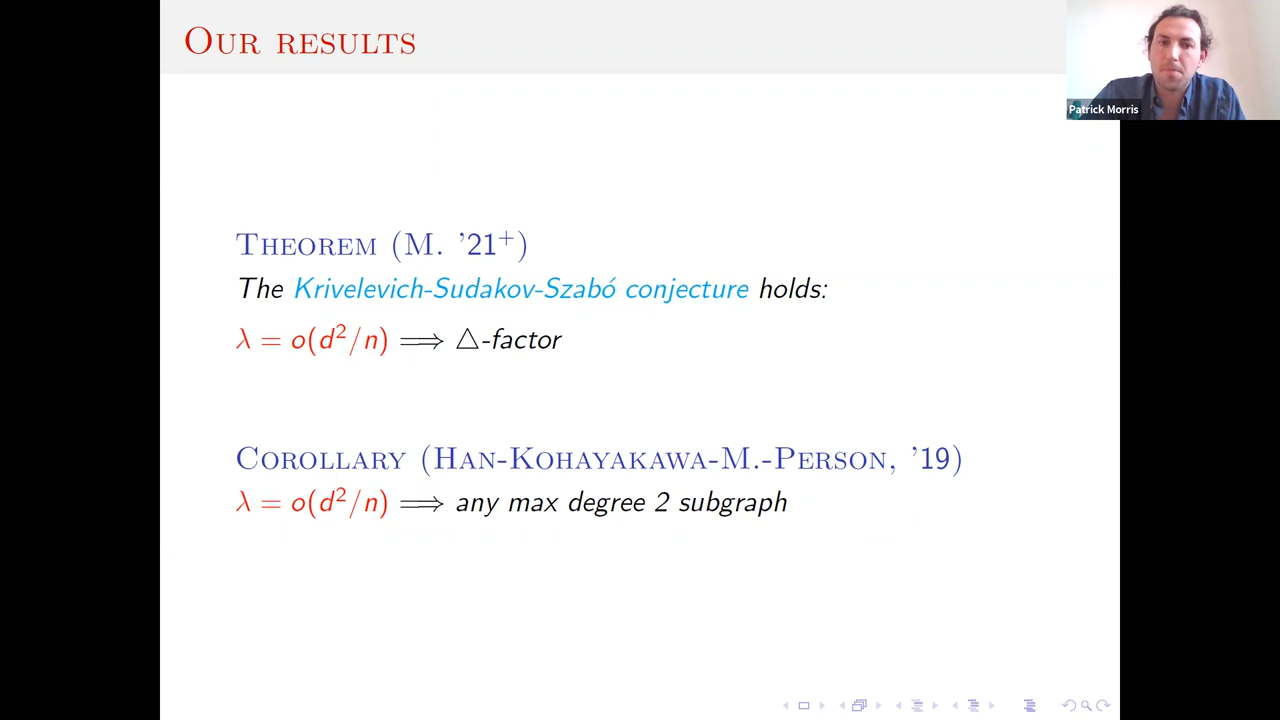 Our results
Patrick Morris
Theorem (M. '21⁺)
The Krivelevich-Sudakov-Szabó conjecture holds:
λ = o(d²/n) ⟹ △-factor
Corollary (Han-Kohayakawa-M.-Person, '19)
λ = o(d²/n) ⟹ any max degree 2 subgraph